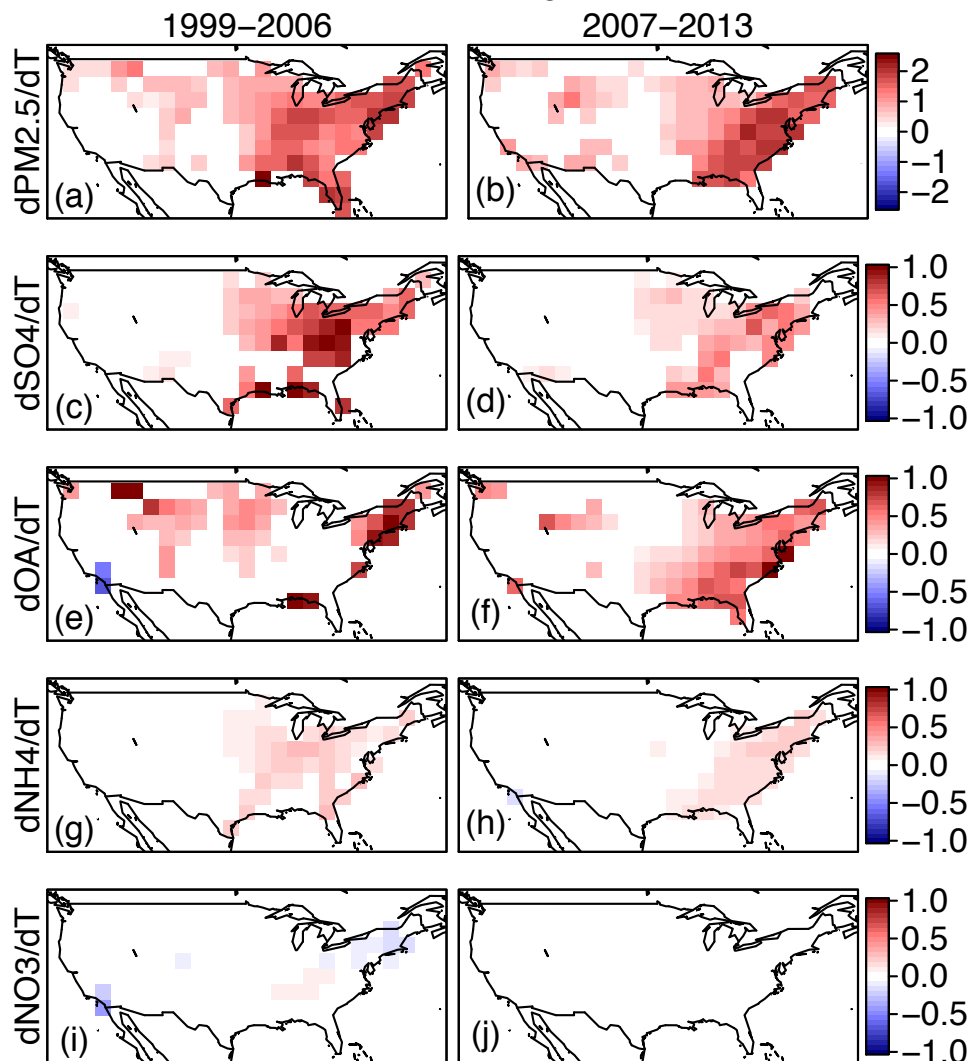 1999−2006 2007−2013
dPM2.5/dT (a) (b) 2 1 0 −1 −2
dSO4/dT (c) (d) 1.0 0.5 0.0 −0.5 −1.0
dOA/dT (e) (f) 1.0 0.5 0.0 −0.5 −1.0
dNH4/dT (g) (h) 1.0 0.5 0.0 −0.5 −1.0
dNO3/dT (i) (j) 1.0 0.5 0.0 −0.5 −1.0